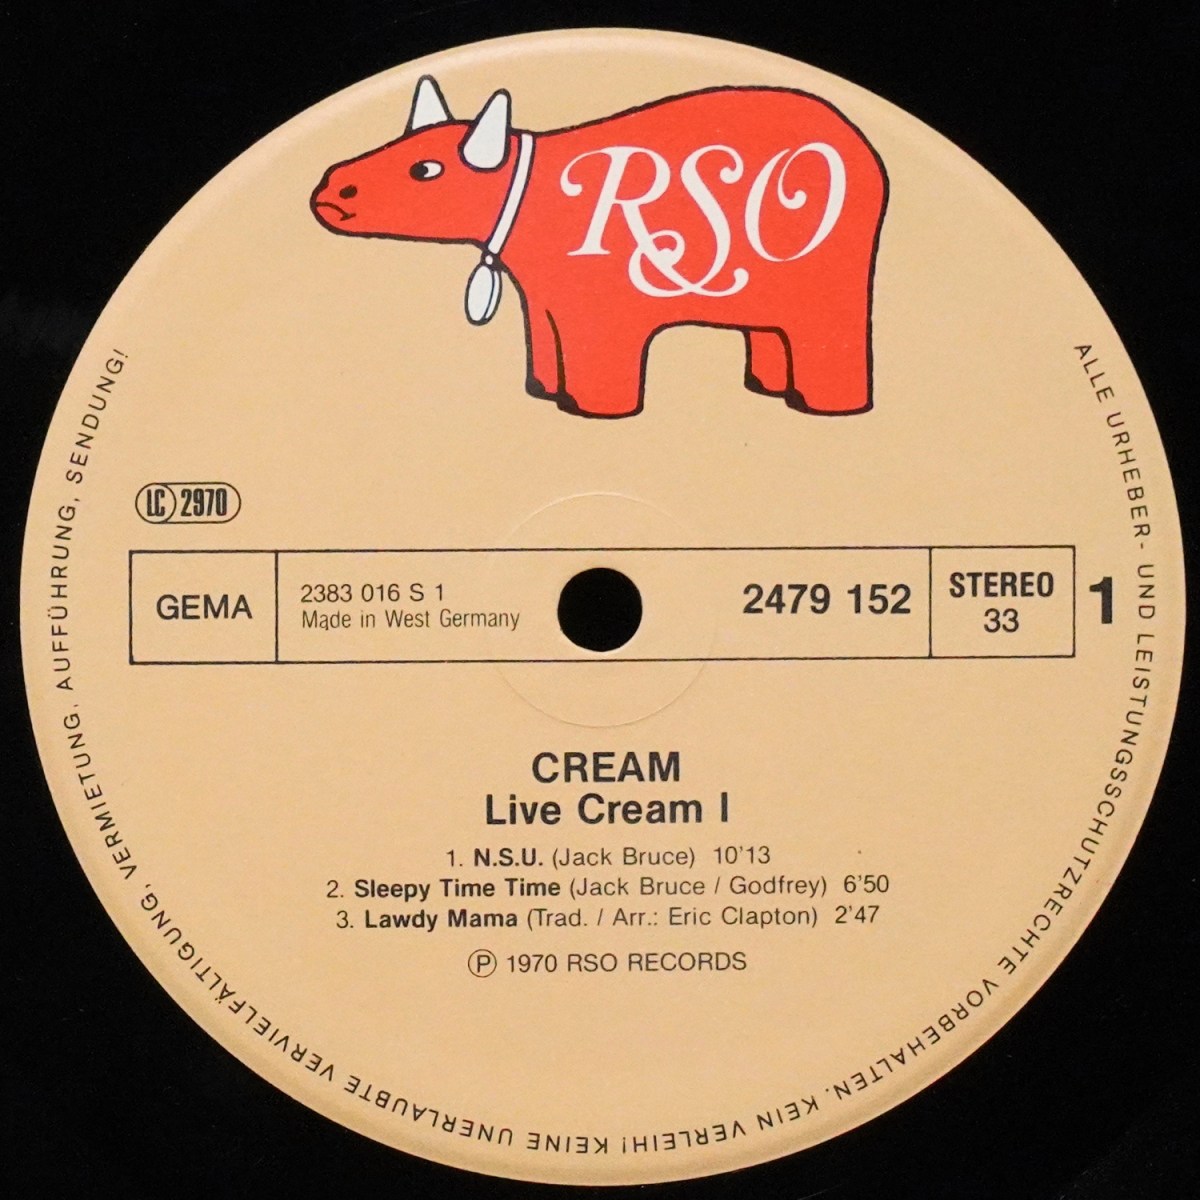 RSO
LC 2970
GEMA
2383 016 S 1
Made in West Germany
2479 152
STEREO
33
1
CREAM
Live Cream I
1. N.S.U. (Jack Bruce) 10'13
2. Sleepy Time Time (Jack Bruce / Godfrey) 6'50
3. Lawdy Mama (Trad. / Arr.: Eric Clapton) 2'47
Ⓟ 1970 RSO RECORDS
ALLE URHEBER- UND LEISTUNGSSCHUTZRECHTE VORBEHALTEN. KEIN VERLEIH! KEINE UNERLAUBTE VERVIELFÄLTIGUNG, VERMIETUNG, AUFFÜHRUNG, SENDUNG!